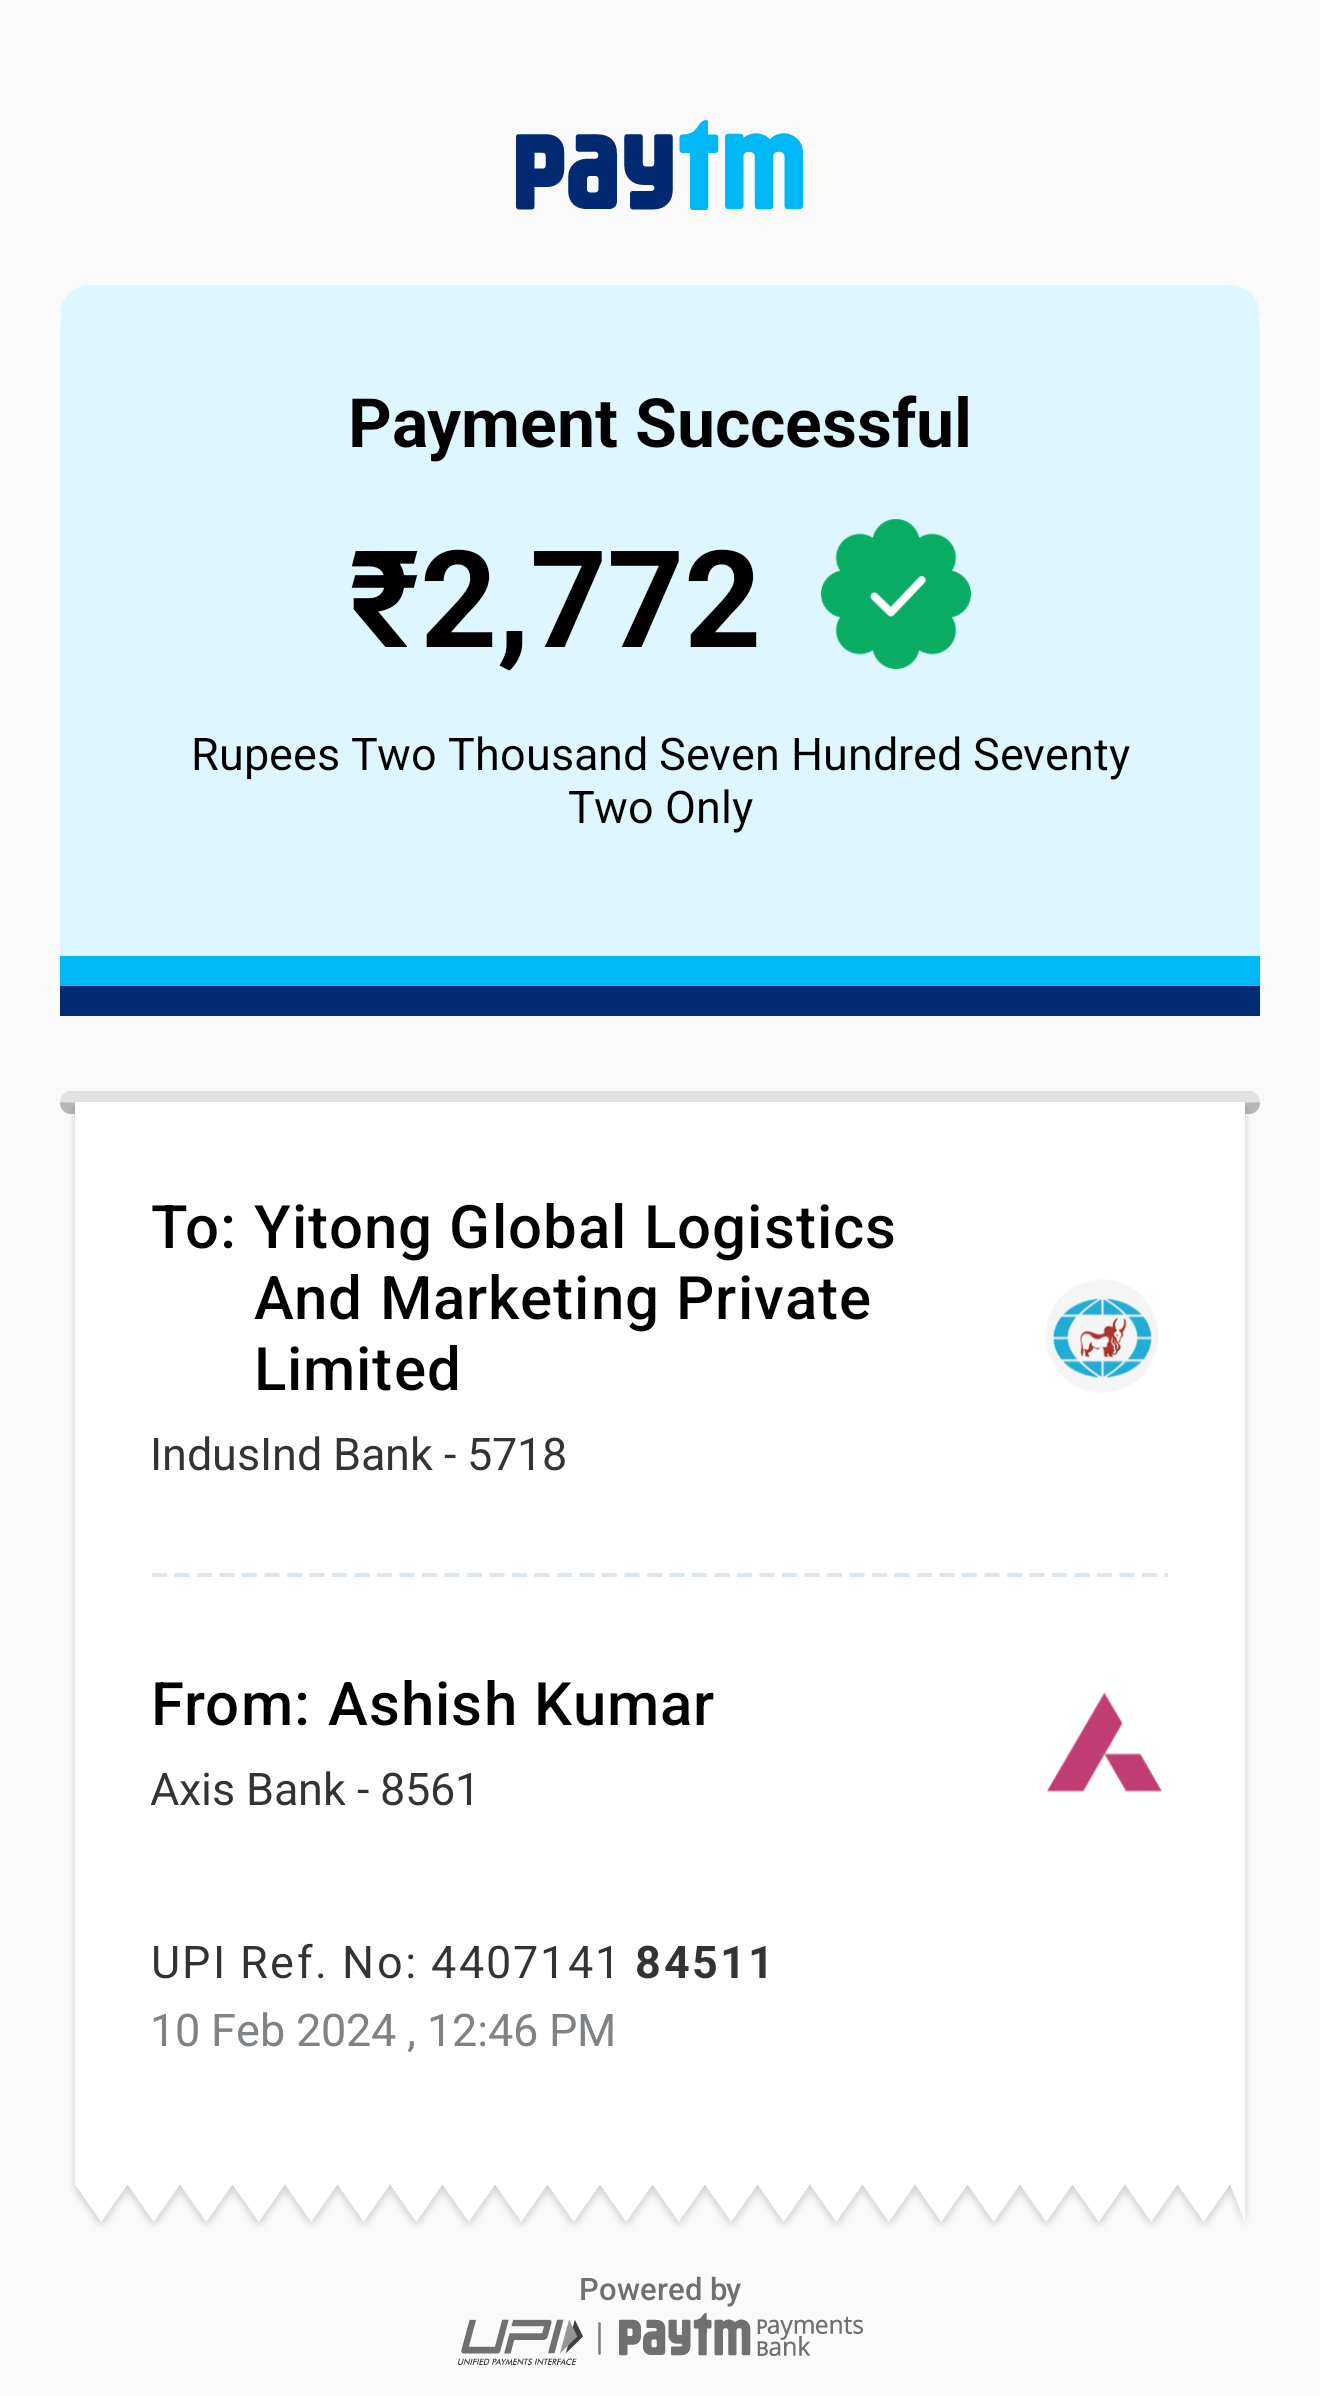 paytm
Payment Successful
₹2,772
Rupees Two Thousand Seven Hundred Seventy
Two Only
To: Yitong Global Logistics
And Marketing Private
Limited
IndusInd Bank - 5718
From: Ashish Kumar
Axis Bank - 8561
UPI Ref. No: 4407141 84511
10 Feb 2024 , 12:46 PM
Powered by
UPI UNIFIED PAYMENTS INTERFACE | paytm Payments Bank